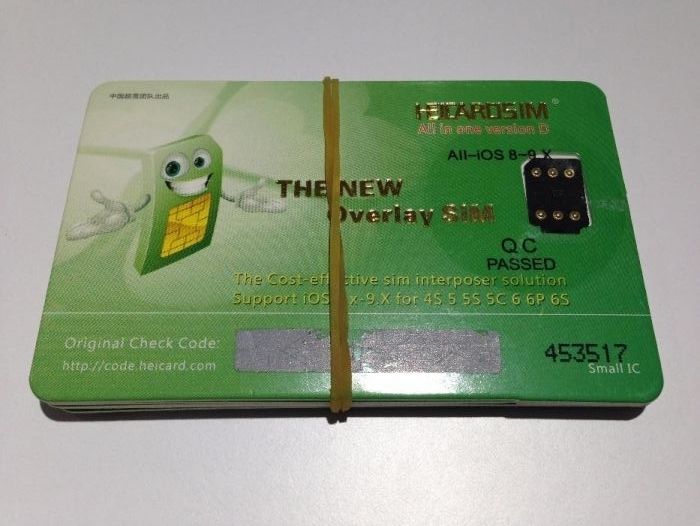 中国超雪团队出品
HEICARDSIM®
All in one version D
All-iOS 8-9.X
THE NEW
Overlay SIM
QC
PASSED
The Cost-effective sim interposer solution
Support iOS x-9.X for 4S 5 5S 5C 6 6P 6S
Original Check Code:
http://code.heicard.com
453517
Small IC